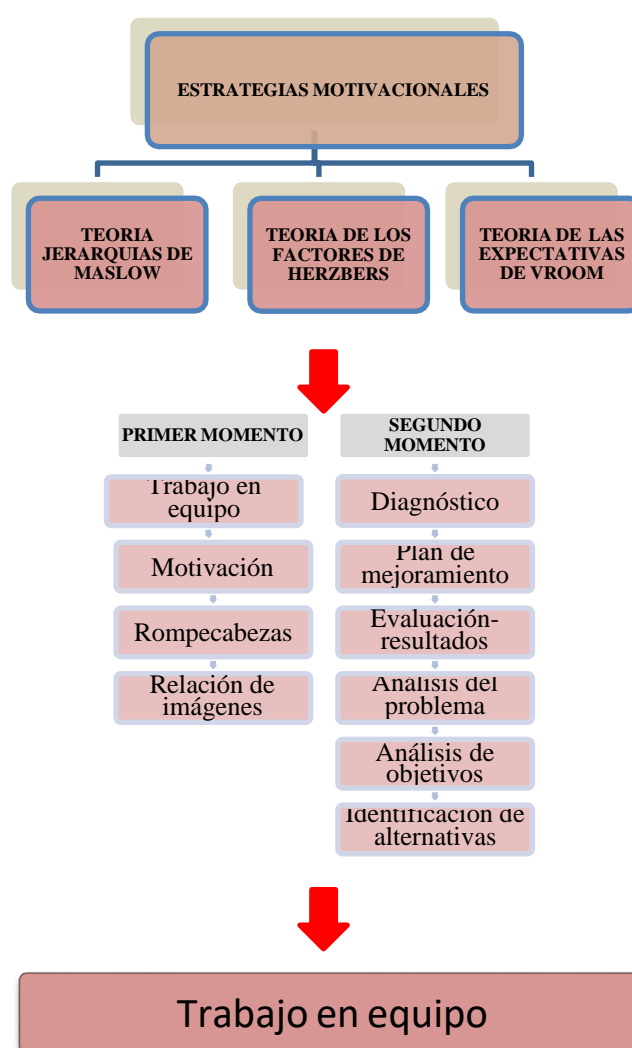 ESTRATEGIAS MOTIVACIONALES
TEORIA
JERARQUIAS DE
MASLOW
TEORIA DE LOS
FACTORES DE
HERZBERS
TEORIA DE LAS
EXPECTATIVAS
DE VROOM
PRIMER MOMENTO
Trabajo en
equipo
Motivación
Rompecabezas
Relación de
imágenes
SEGUNDO
MOMENTO
Diagnóstico
Plan de
mejoramiento
Evaluación-
resultados
Análisis del
problema
Análisis de
objetivos
Identificación de
alternativas
Trabajo en equipo